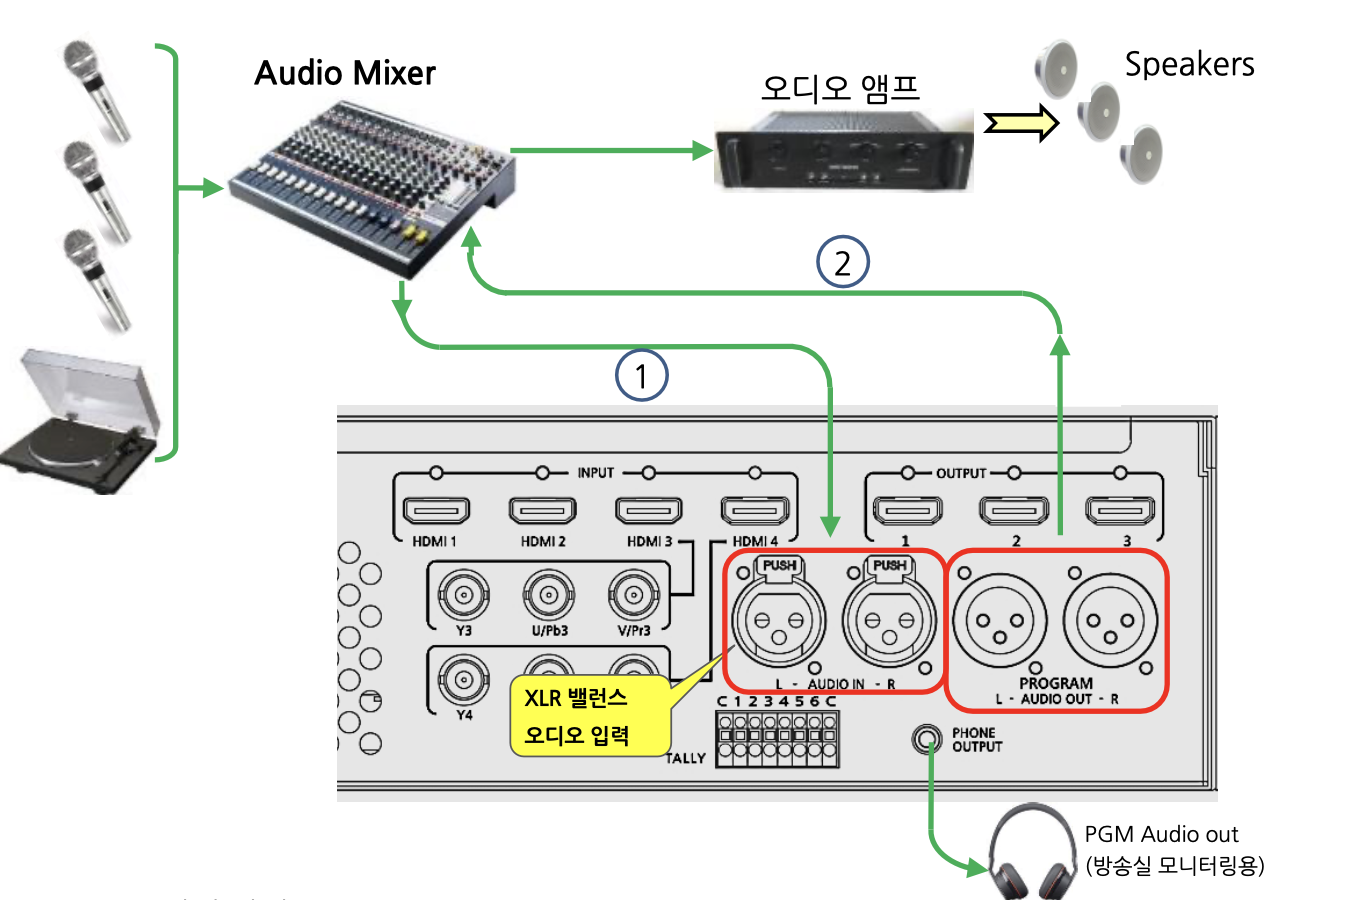 Audio Mixer
오디오 앰프
Speakers
2
1
INPUT
OUTPUT
HDMI 1
HDMI 2
HDMI 3
HDMI 4
1
2
3
PUSH
PUSH
Y3
U/Pb3
V/Pr3
L - AUDIO IN - R
PROGRAM
L - AUDIO OUT - R
Y4
XLR 밸런스
오디오 입력
C 1 2 3 4 5 6 C
TALLY
PHONE
OUTPUT
PGM Audio out
(방송실 모니터링용)